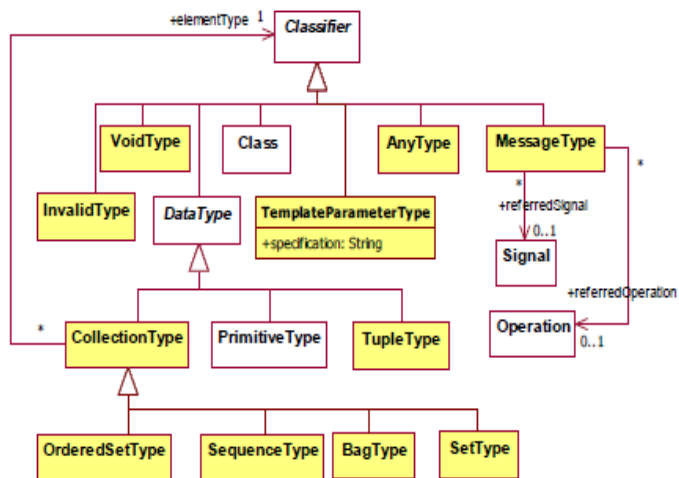 +elementType 1
Classifier
VoidType
Class
AnyType
MessageType
*
*
InvalidType
DataType
TemplateParameterType
+specification: String
+referredSignal
0..1
Signal
+referredOperation
*
CollectionType
PrimitiveType
TupleType
Operation
0..1
OrderedSetType
SequenceType
BagType
SetType